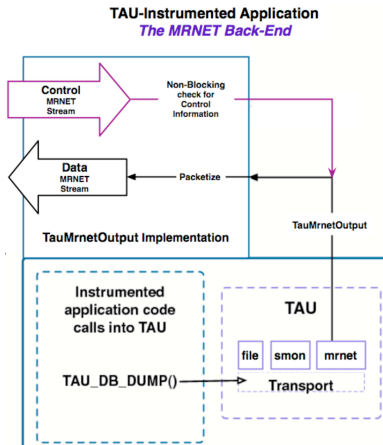 TAU-Instrumented Application
The MRNET Back-End
Control
MRNET
Stream
Non-Blocking
check for
Control
Information
Data
MRNET
Stream
Packetize
TauMrnetOutput
TauMrnetOutput Implementation
Instrumented
application code
calls into TAU
TAU
file smon mrnet
TAU_DB_DUMP()
Transport